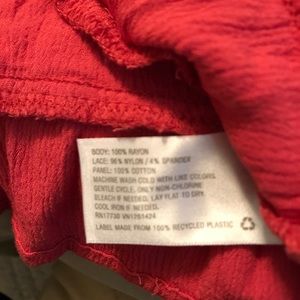 BODY: 100% RAYON
LACE: 96% NYLON / 4% SPANDEX
PANEL: 100% COTTON
MACHINE WASH COLD WITH LIKE COLORS
GENTLE CYCLE. ONLY NON-CHLORINE
BLEACH IF NEEDED. LAY FLAT TO DRY
COOL IRON IF NEEDED.
RN17730 VN1261424
LABEL MADE FROM 100% RECYCLED PLASTIC